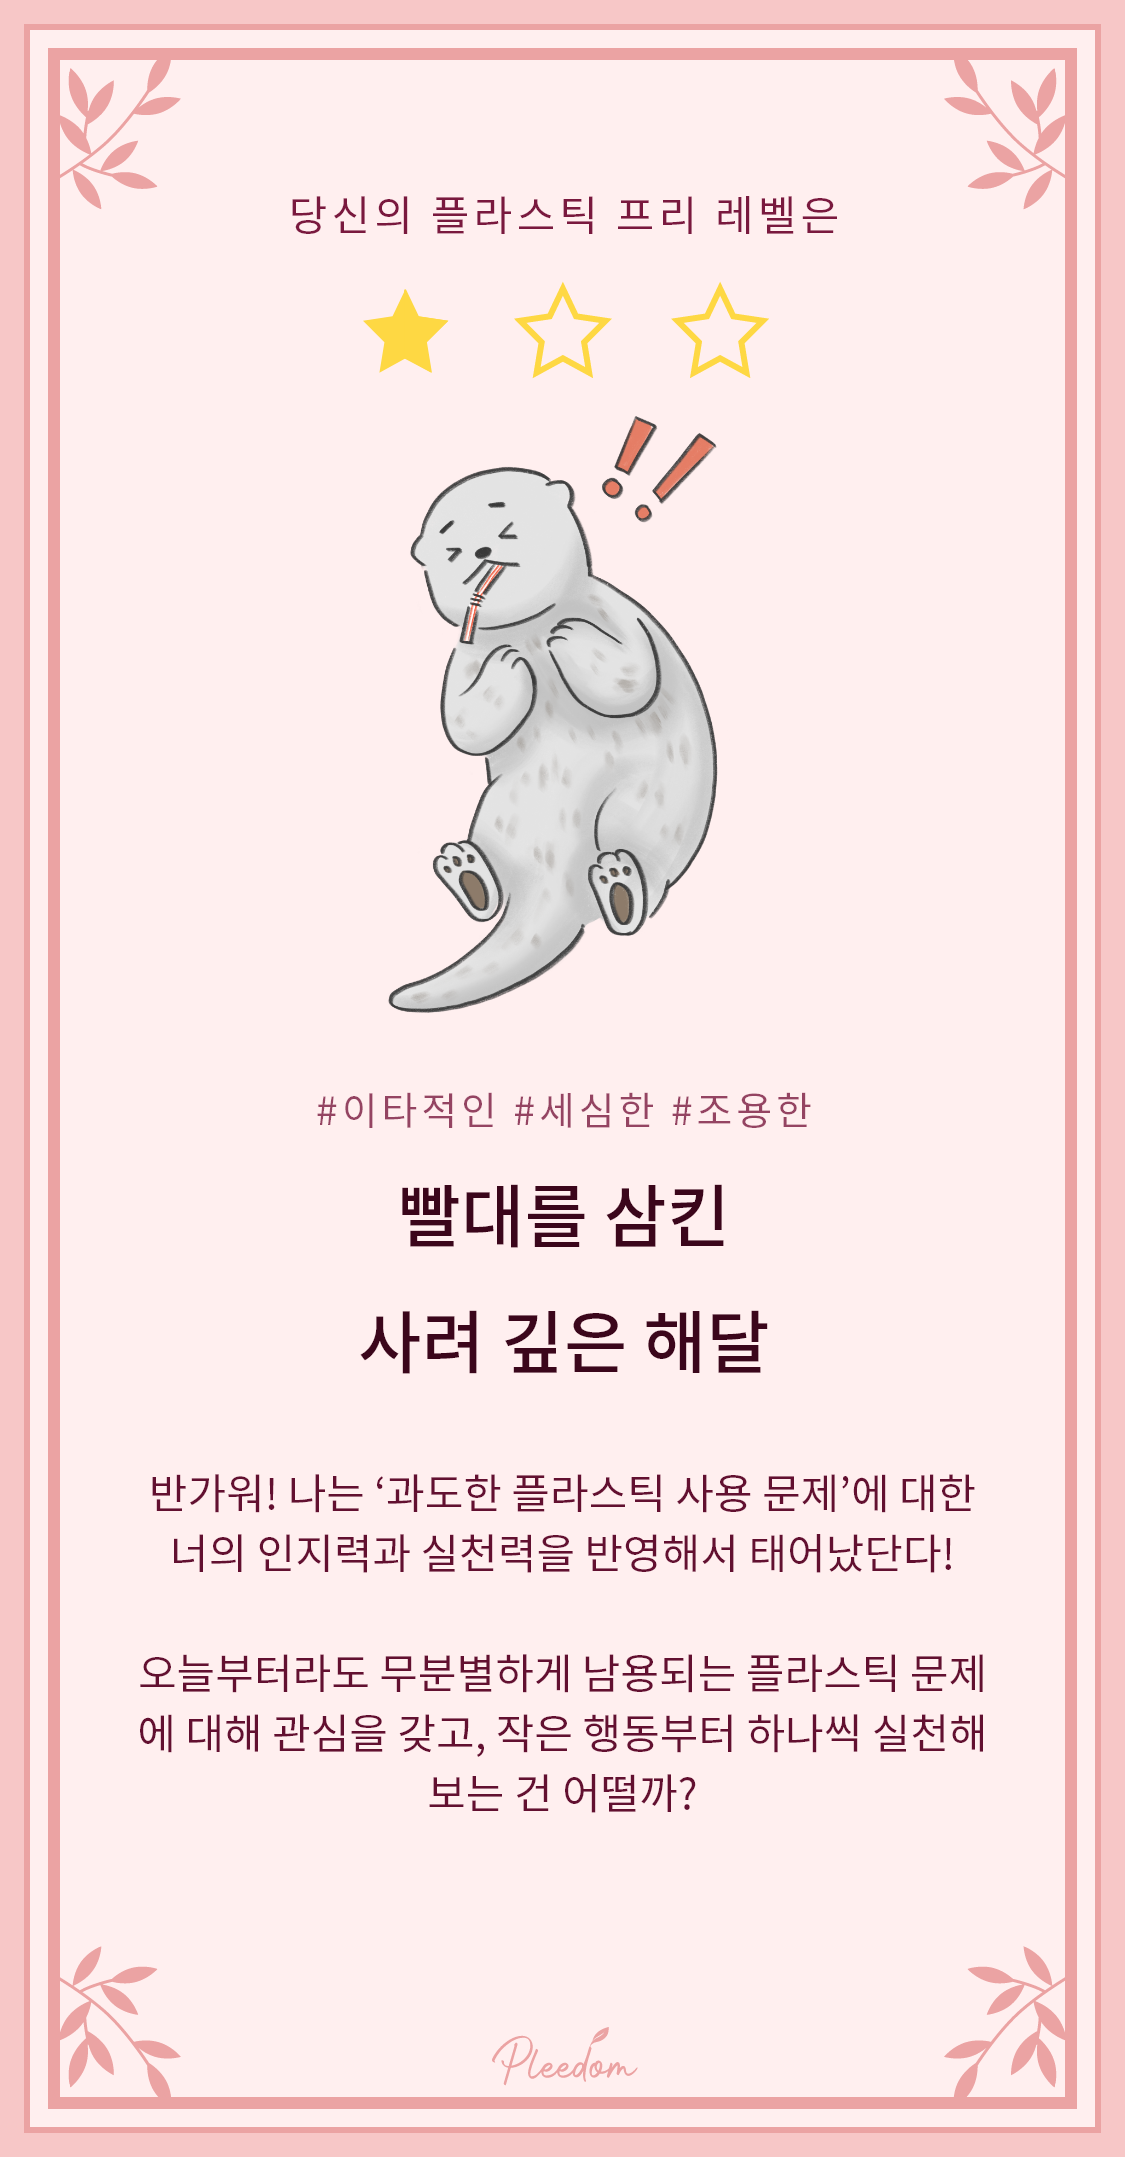 당신의 플라스틱 프리 레벨은
#이타적인 #세심한 #조용한
빨대를 삼킨
사려 깊은 해달
반가워! 나는 ‘과도한 플라스틱 사용 문제’에 대한
너의 인지력과 실천력을 반영해서 태어났단다!
오늘부터라도 무분별하게 남용되는 플라스틱 문제
에 대해 관심을 갖고, 작은 행동부터 하나씩 실천해
보는 건 어떨까?
Pleedom